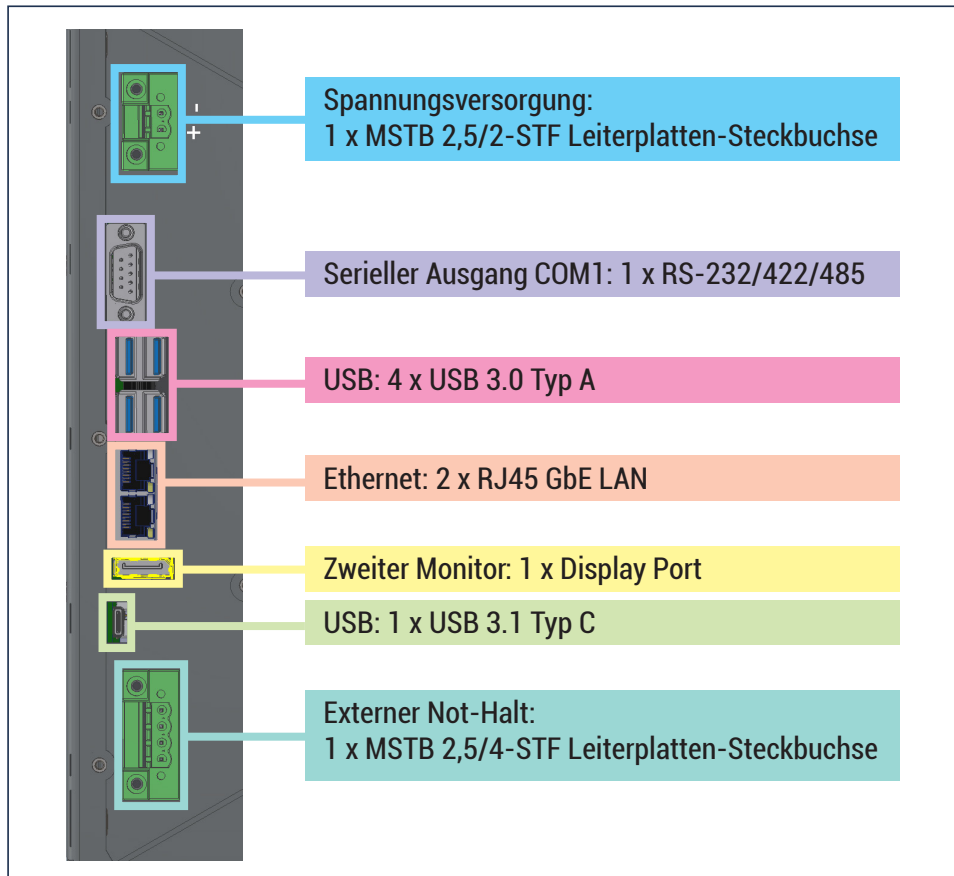 -
+
Spannungsversorgung:
1 x MSTB 2,5/2-STF Leiterplatten-Steckbuchse
Serieller Ausgang COM1: 1 x RS-232/422/485
USB: 4 x USB 3.0 Typ A
Ethernet: 2 x RJ45 GbE LAN
Zweiter Monitor: 1 x Display Port
USB: 1 x USB 3.1 Typ C
Externer Not-Halt:
1 x MSTB 2,5/4-STF Leiterplatten-Steckbuchse